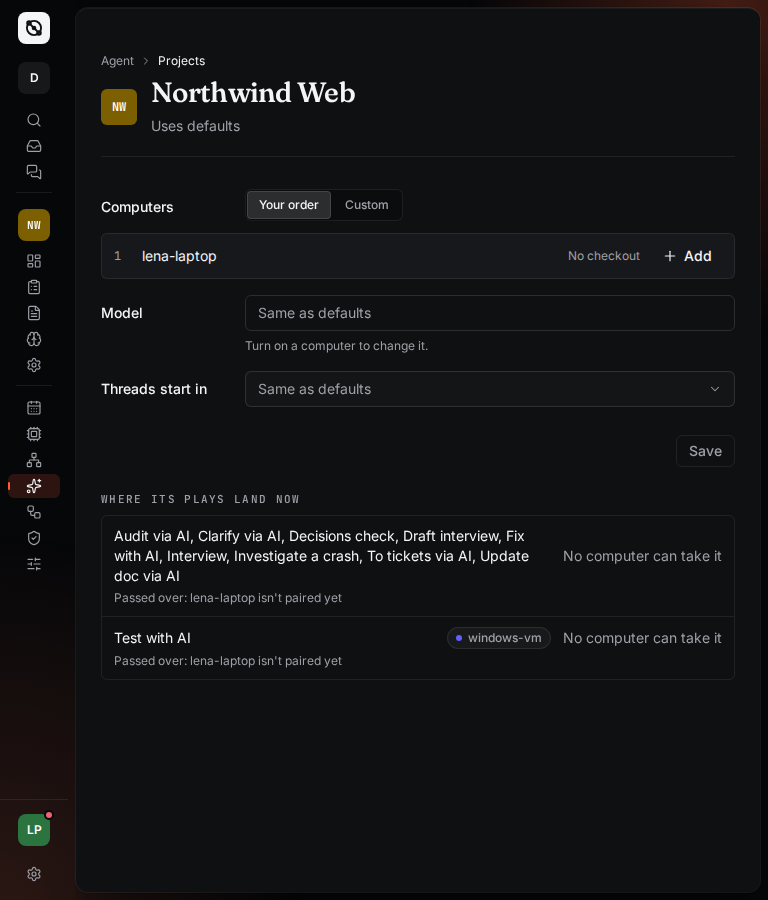 D
NW
LP
Agent
Projects
NW
Northwind Web
Uses defaults
Computers
Your order
Custom
1
lena-laptop
No checkout
Add
Model
Same as defaults
Turn on a computer to change it.
Threads start in
Same as defaults
Save
WHERE ITS PLAYS LAND NOW
Audit via AI, Clarify via AI, Decisions check, Draft interview, Fix
with AI, Interview, Investigate a crash, To tickets via AI, Update
doc via AI
No computer can take it
Passed over: lena-laptop isn't paired yet
Test with AI
windows-vm
No computer can take it
Passed over: lena-laptop isn't paired yet